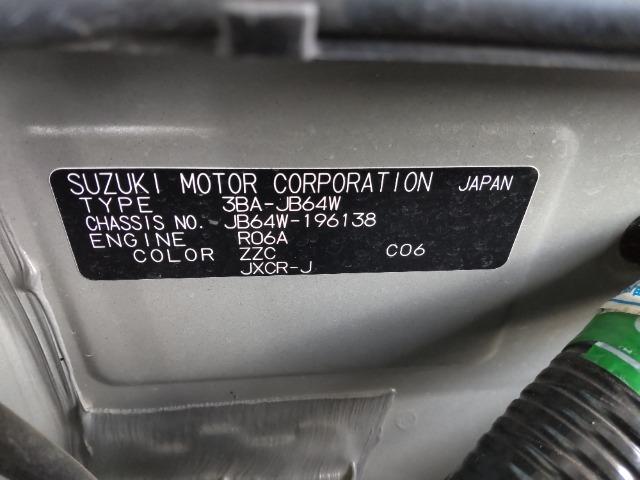 SUZUKI MOTOR CORPORATION JAPAN
TYPE 3BA-JB64W
CHASSIS NO. JB64W-196138
ENGINE R06A
COLOR ZZC C06
JXCR-J